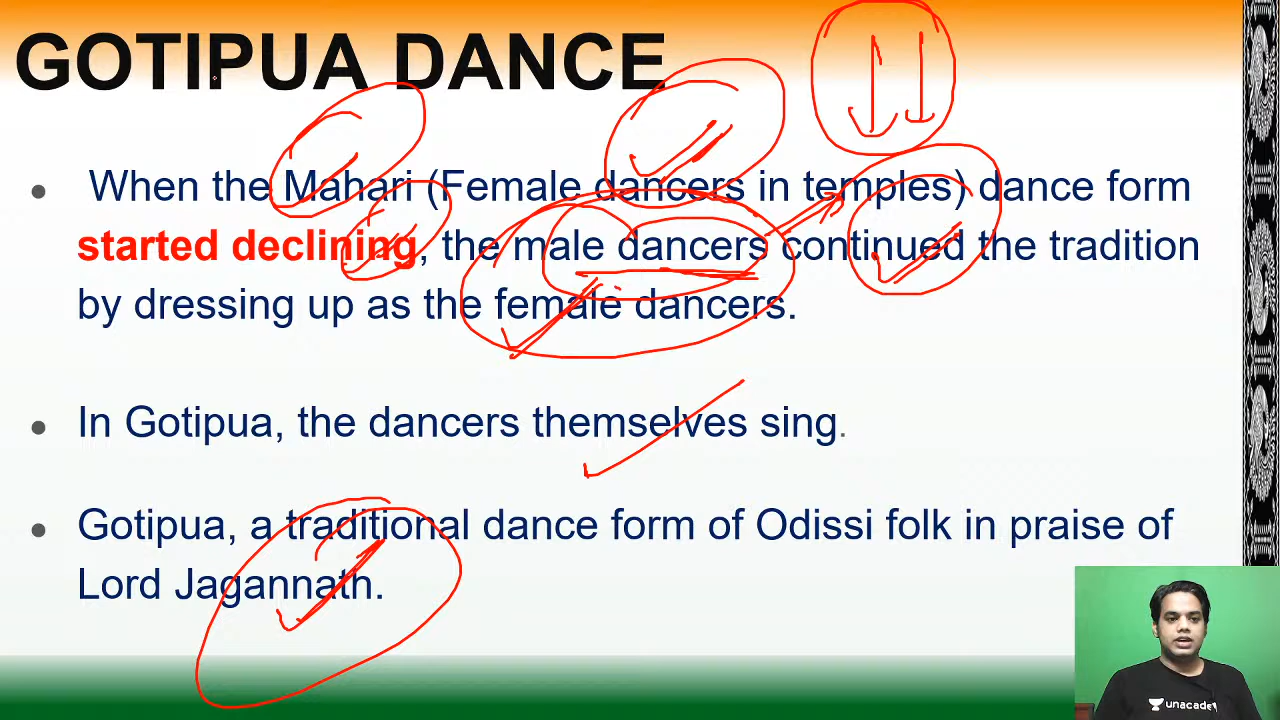 GOTIPUA DANCE
• When the Mahari (Female dancers in temples) dance form
started declining, the male dancers continued the tradition
by dressing up as the female dancers.
• In Gotipua, the dancers themselves sing.
• Gotipua, a traditional dance form of Odissi folk in praise of
Lord Jagannath.
unacade